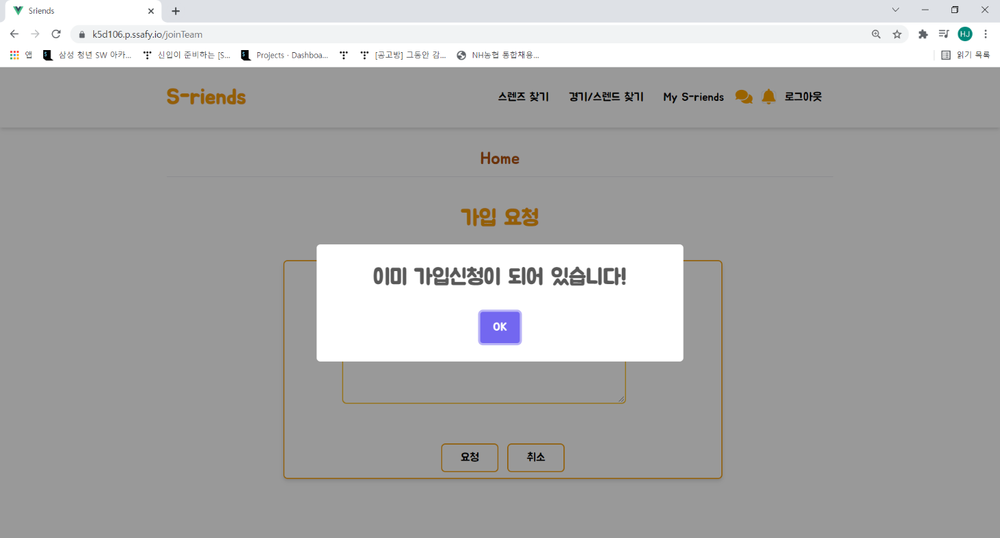 Sriends
k5d106.p.ssafy.io/joinTeam
HJ
앱 삼성 청년 SW 아카... 신입이 준비하는 [S... Projects · Dashboa... [공고방] 그동안 감... NH농협 통합채용... 읽기 목록
S-riends 스렌즈 찾기 경기/스렌드 찾기 My S-riends 로그아웃
Home
가입 요청
이미 가입신청이 되어 있습니다!
OK
요청 취소